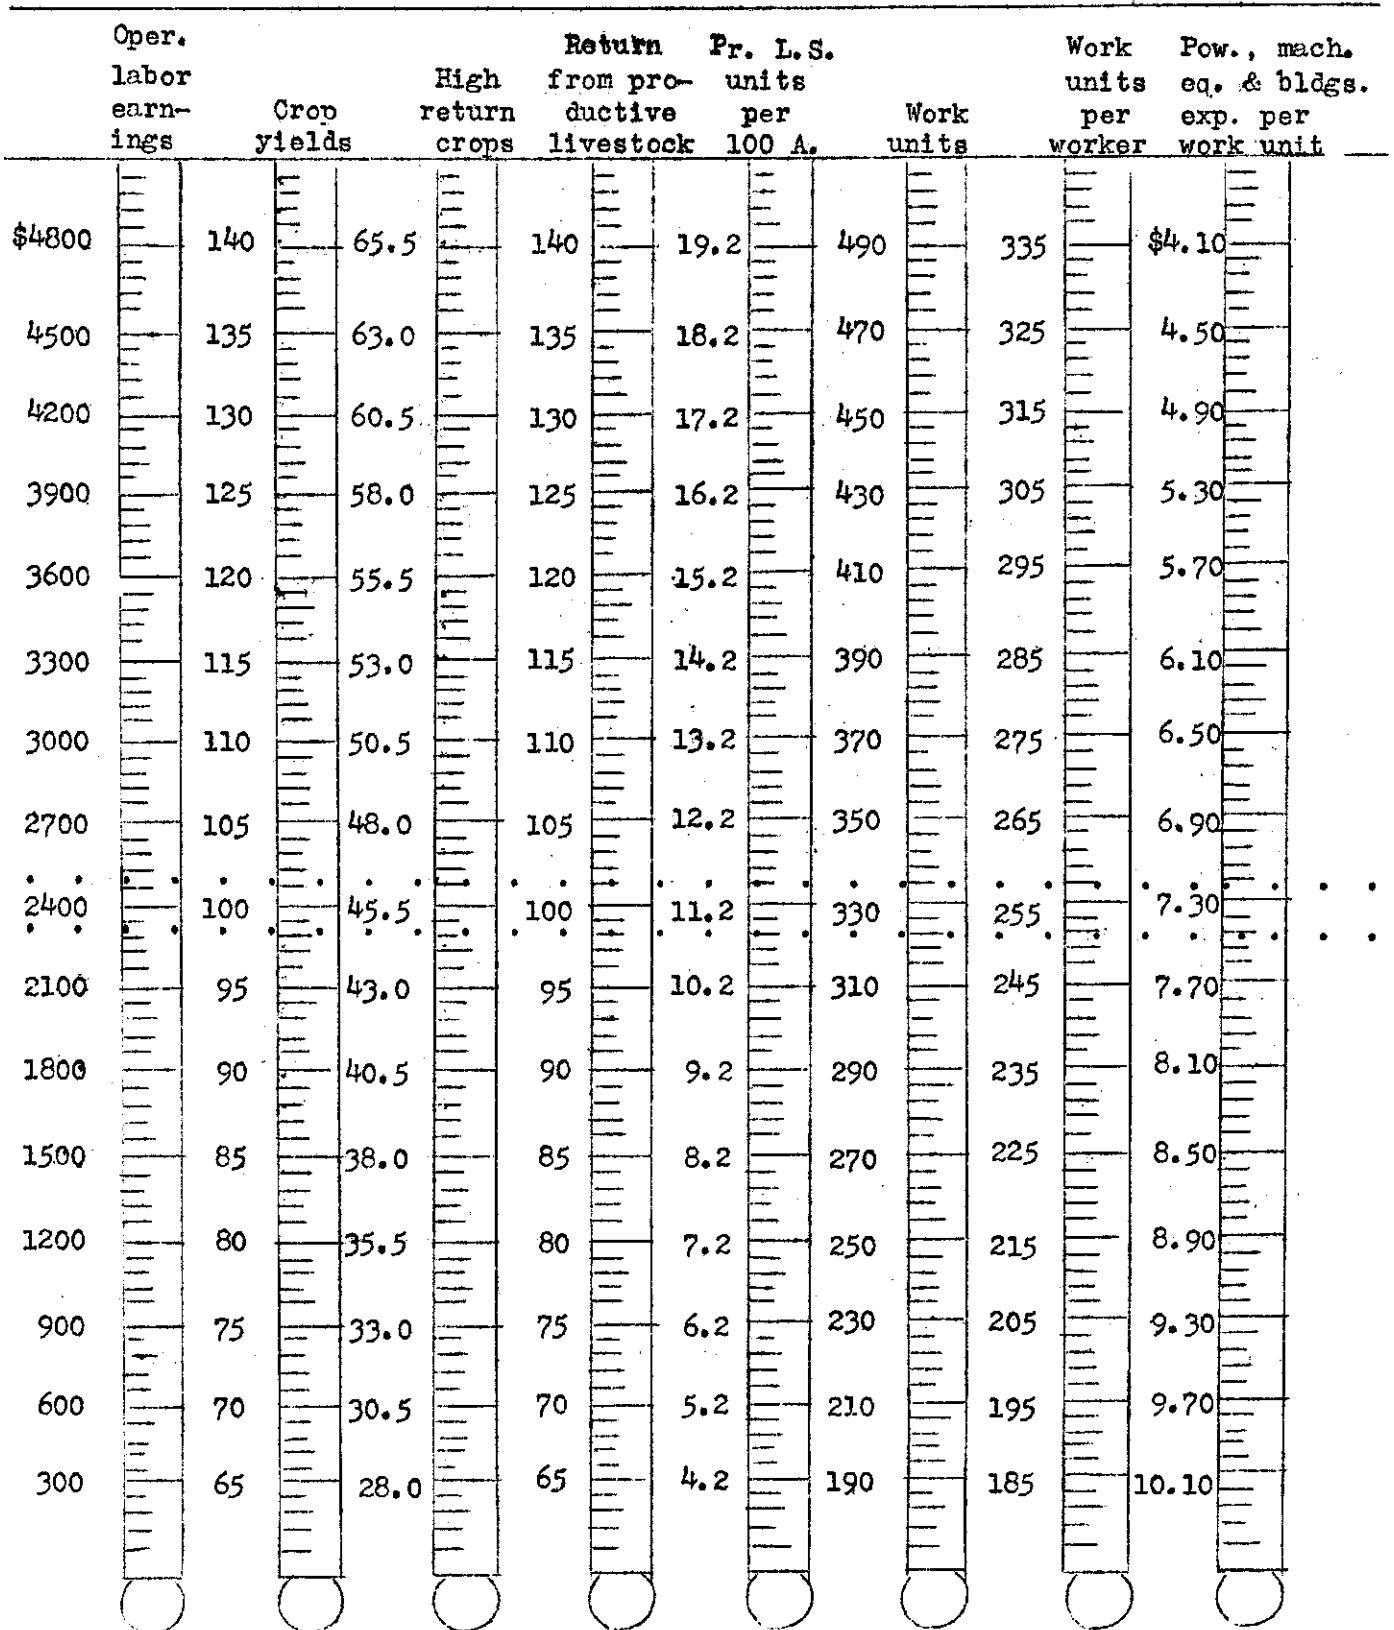 Oper. Return Pr. L.S. Work Pow., mach.
labor High from pro- units units eq. & bldgs.
earn- Crop return ductive per Work per exp. per
ings yields crops livestock 100 A. units worker work unit
$4800 140 65.5 140 19.2 490 335 $4.10
4500 135 63.0 135 18.2 470 325 4.50
4200 130 60.5 130 17.2 450 315 4.90
3900 125 58.0 125 16.2 430 305 5.30
3600 120 55.5 120 15.2 410 295 5.70
3300 115 53.0 115 14.2 390 285 6.10
3000 110 50.5 110 13.2 370 275 6.50
2700 105 48.0 105 12.2 350 265 6.90
2400 100 45.5 100 11.2 330 255 7.30
2100 95 43.0 95 10.2 310 245 7.70
1800 90 40.5 90 9.2 290 235 8.10
1500 85 38.0 85 8.2 270 225 8.50
1200 80 35.5 80 7.2 250 215 8.90
900 75 33.0 75 6.2 230 205 9.30
600 70 30.5 70 5.2 210 195 9.70
300 65 28.0 65 4.2 190 185 10.10